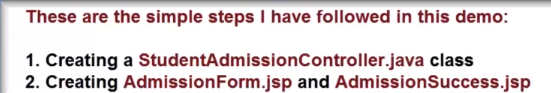 These are the simple steps I have followed in this demo:
1. Creating a StudentAdmissionController.java class
2. Creating AdmissionForm.jsp and AdmissionSuccess.jsp